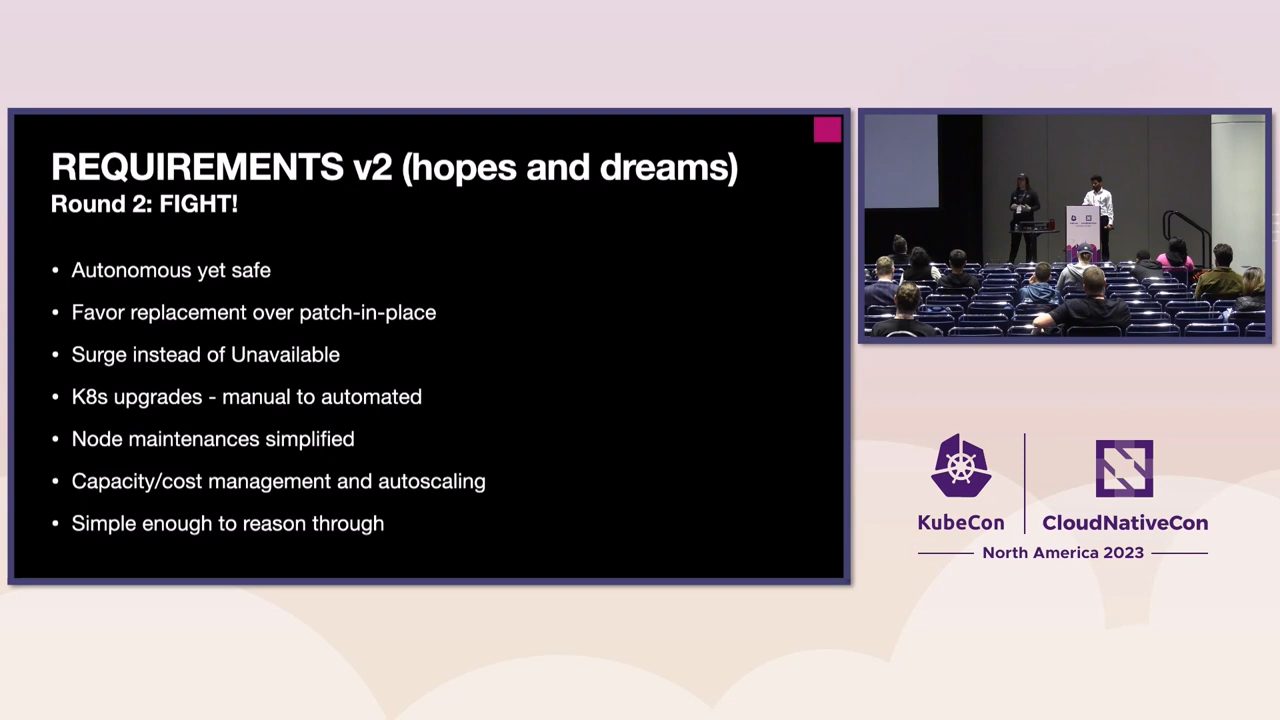 REQUIREMENTS v2 (hopes and dreams)
Round 2: FIGHT!
• Autonomous yet safe
• Favor replacement over patch-in-place
• Surge instead of Unavailable
• K8s upgrades - manual to automated
• Node maintenances simplified
• Capacity/cost management and autoscaling
• Simple enough to reason through
KubeCon
CloudNativeCon
North America 2023